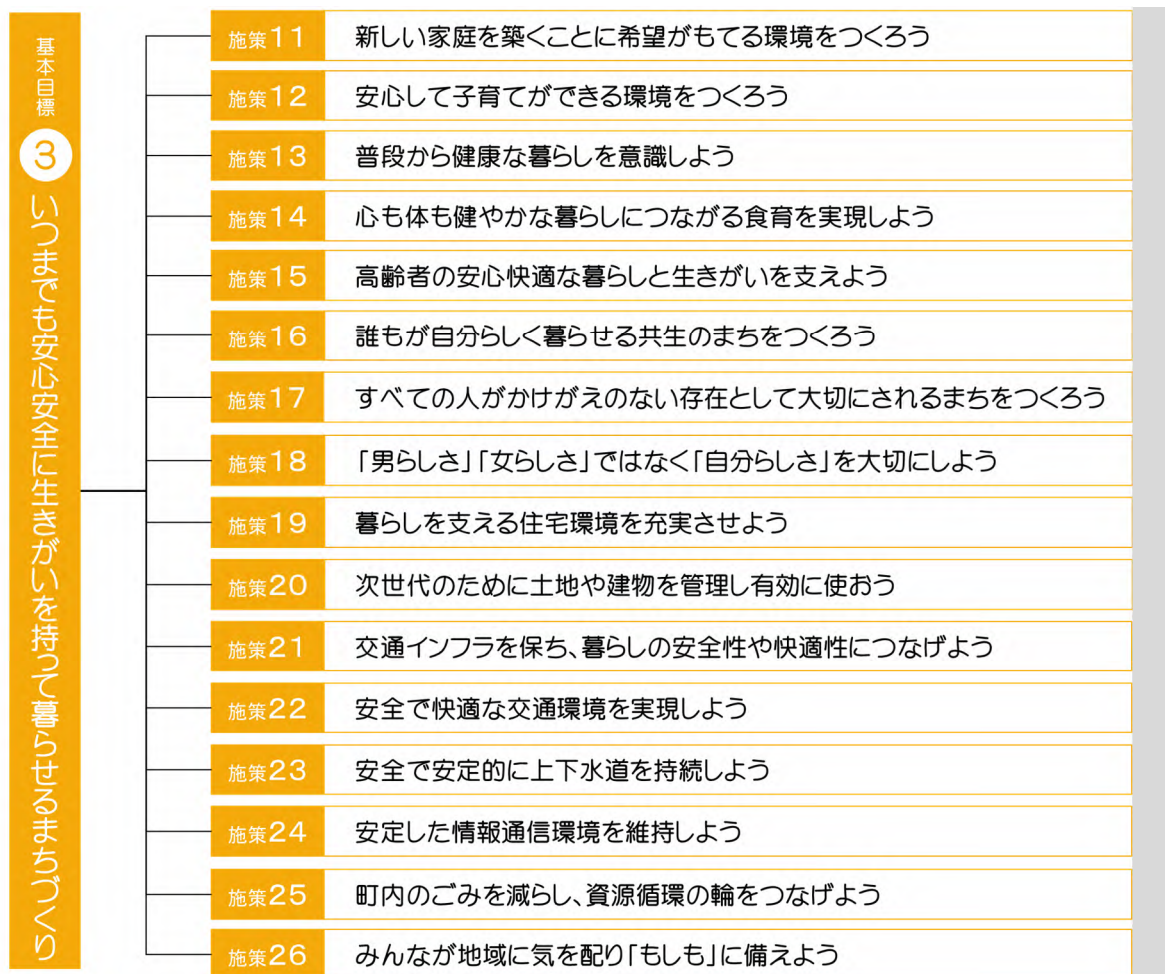 基本目標
3
いつまでも安心安全に生きがいを持って暮らせるまちづくり
施策11 新しい家庭を築くことに希望がもてる環境をつくろう
施策12 安心して子育てができる環境をつくろう
施策13 普段から健康な暮らしを意識しよう
施策14 心も体も健やかな暮らしにつながる食育を実現しよう
施策15 高齢者の安心快適な暮らしと生きがいを支えよう
施策16 誰もが自分らしく暮らせる共生のまちをつくろう
施策17 すべての人がかけがえのない存在として大切にされるまちをつくろう
施策18 「男らしさ」「女らしさ」ではなく「自分らしさ」を大切にしよう
施策19 暮らしを支える住宅環境を充実させよう
施策20 次世代のために土地や建物を管理し有効に使おう
施策21 交通インフラを保ち、暮らしの安全性や快適性につなげよう
施策22 安全で快適な交通環境を実現しよう
施策23 安全で安定的に上下水道を持続しよう
施策24 安定した情報通信環境を維持しよう
施策25 町内のごみを減らし、資源循環の輪をつなげよう
施策26 みんなが地域に気を配り「もしも」に備えよう